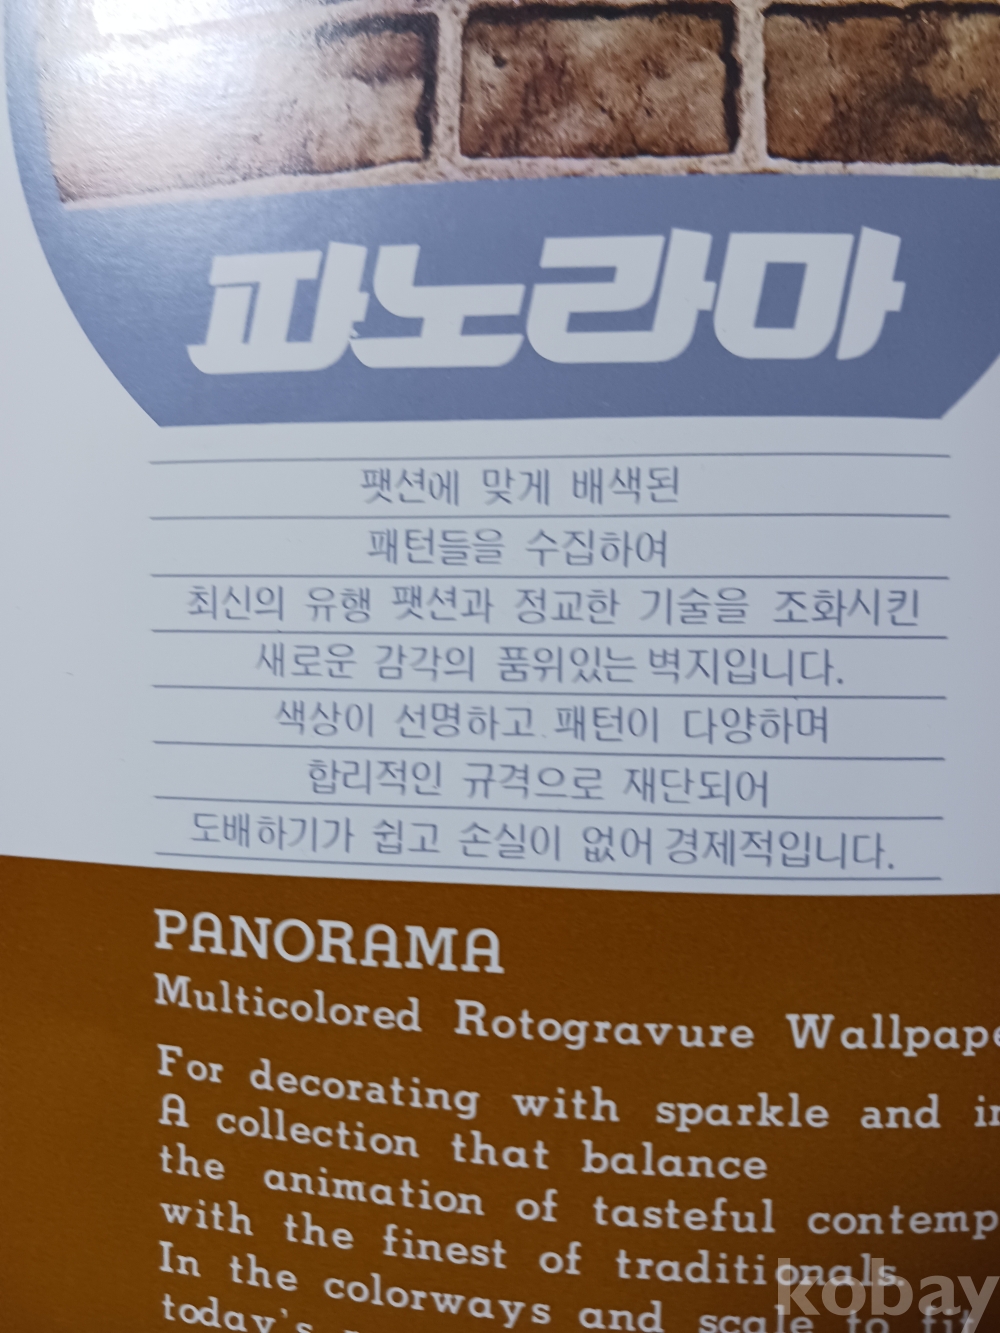 파노라마
팻션에 맞게 배색된
패턴들을 수집하여
최신의 유행 팻션과 정교한 기술을 조화시킨
새로운 감각의 품위있는 벽지입니다.
색상이 선명하고 패턴이 다양하며
합리적인 규격으로 재단되어
도배하기가 쉽고 손실이 없어 경제적입니다.
PANORAMA
Multicolored Rotogravure
For decorating with sparkle and
A collection that balance
the animation of tasteful
with the finest of traditionals.
In the colorways and scale to fit
today's
kobay